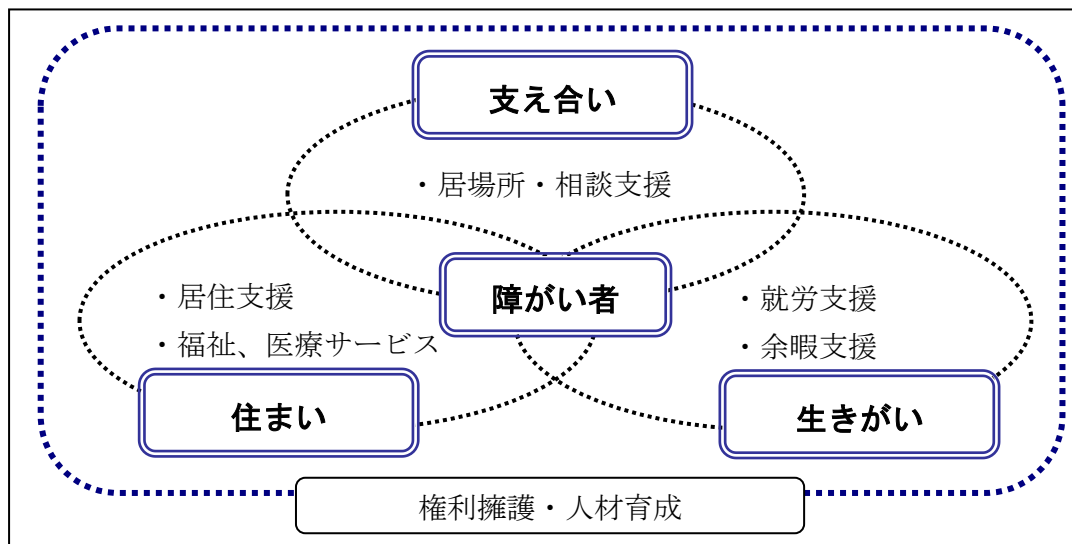 支え合い
・居場所・相談支援
障がい者
・居住支援
・福祉、医療サービス
・就労支援
・余暇支援
住まい
生きがい
権利擁護・人材育成